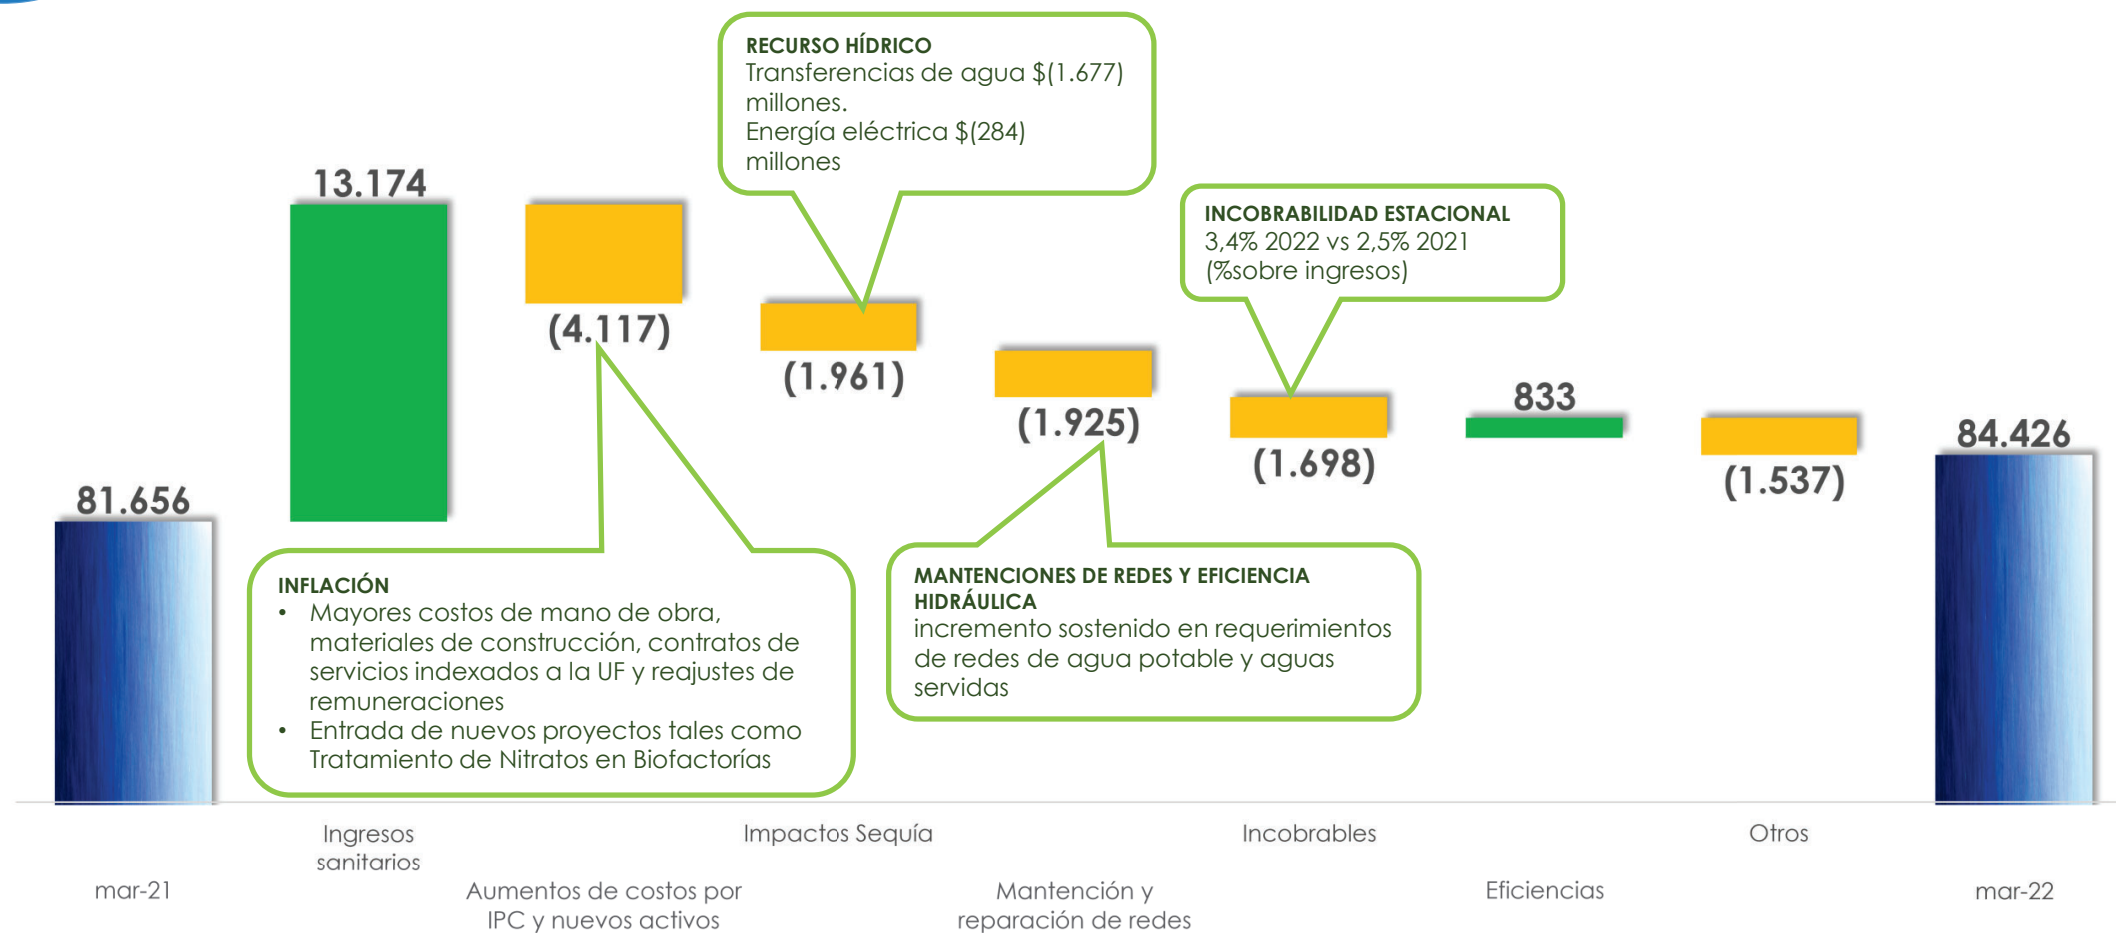 RECURSO HÍDRICO
Transferencias de agua $(1.677)
millones.
Energía eléctrica $(284)
millones
13.174
INCOBRABILIDAD ESTACIONAL
3,4% 2022 vs 2,5% 2021
(%sobre ingresos)
(4.117)
(1.961)
(1.925)
(1.698)
833
(1.537)
84.426
81.656
INFLACIÓN
• Mayores costos de mano de obra,
materiales de construcción, contratos de
servicios indexados a la UF y reajustes de
remuneraciones
• Entrada de nuevos proyectos tales como
Tratamiento de Nitratos en Biofactorías
MANTENCIONES DE REDES Y EFICIENCIA
HIDRÁULICA
incremento sostenido en requerimientos
de redes de agua potable y aguas
servidas
mar-21
Ingresos
sanitarios
Aumentos de costos por
IPC y nuevos activos
Impactos Sequía
Mantención y
reparación de redes
Incobrables
Eficiencias
Otros
mar-22